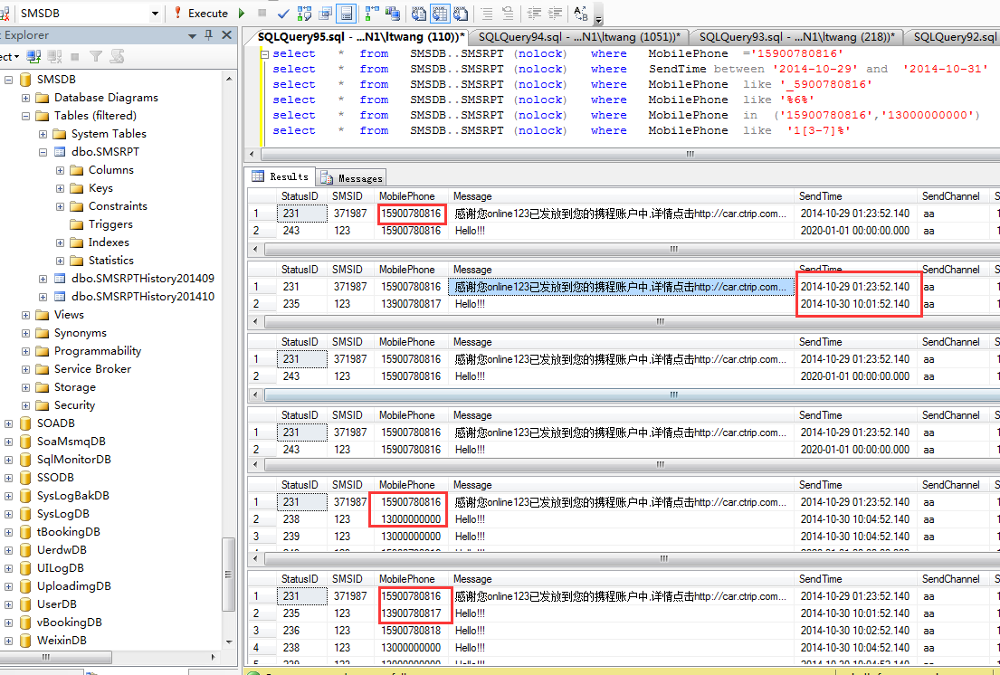 SMSDB Execute
Explorer
SQLQuery95.sql - ...N1\ltwang (110))* SQLQuery94.sql - ...N1\ltwang (1051))* SQLQuery93.sql - ...N1\ltwang (218))* SQLQuery92.sql
SMSDB
Database Diagrams
Tables (filtered)
System Tables
dbo.SMSRPT
Columns
Keys
Constraints
Triggers
Indexes
Statistics
dbo.SMSRPTHistory201409
dbo.SMSRPTHistory201410
Views
Synonyms
Programmability
Service Broker
Storage
Security
SOADB
SoaMsmqDB
SqlMonitorDB
SSODB
SysLogBakDB
SysLogDB
tBookingDB
UerdwDB
UILogDB
UploadimgDB
UserDB
vBookingDB
WeixinDB
select * from SMSDB..SMSRPT (nolock) where MobilePhone ='15900780816'
select * from SMSDB..SMSRPT (nolock) where SendTime between '2014-10-29' and '2014-10-31'
select * from SMSDB..SMSRPT (nolock) where MobilePhone like '_5900780816'
select * from SMSDB..SMSRPT (nolock) where MobilePhone like '%6%'
select * from SMSDB..SMSRPT (nolock) where MobilePhone in ('15900780816','13000000000')
select * from SMSDB..SMSRPT (nolock) where MobilePhone like '1[3-7]%'
Results Messages
StatusID SMSID MobilePhone Message SendTime SendChannel S
1 231 371987 15900780816 感谢您online123已发放到您的携程账户中,详情点击http://car.ctrip.com... 2014-10-29 01:23:52.140 aa
2 243 123 15900780816 Hello!!! 2020-01-01 00:00:00.000 aa
StatusID SMSID MobilePhone Message SendTime SendChannel S
1 231 371987 15900780816 感谢您online123已发放到您的携程账户中,详情点击http://car.ctrip.com... 2014-10-29 01:23:52.140 aa
2 235 123 13900780817 Hello!!! 2014-10-30 10:01:52.140 aa
StatusID SMSID MobilePhone Message SendTime SendChannel S
1 231 371987 15900780816 感谢您online123已发放到您的携程账户中,详情点击http://car.ctrip.com... 2014-10-29 01:23:52.140 aa
2 243 123 15900780816 Hello!!! 2020-01-01 00:00:00.000 aa
StatusID SMSID MobilePhone Message SendTime SendChannel S
1 231 371987 15900780816 感谢您online123已发放到您的携程账户中,详情点击http://car.ctrip.com... 2014-10-29 01:23:52.140 aa
2 243 123 15900780816 Hello!!! 2020-01-01 00:00:00.000 aa
StatusID SMSID MobilePhone Message SendTime SendChannel S
1 231 371987 15900780816 感谢您online123已发放到您的携程账户中,详情点击http://car.ctrip.com... 2014-10-29 01:23:52.140 aa
2 238 123 13000000000 Hello!!! 2014-10-30 10:04:52.140 aa
3 239 123 13000000000 Hello!!! 2014-10-30 10:04:52.140 aa
StatusID SMSID MobilePhone Message SendTime SendChannel S
1 231 371987 15900780816 感谢您online123已发放到您的携程账户中,详情点击http://car.ctrip.com... 2014-10-29 01:23:52.140 aa
2 235 123 13900780817 Hello!!! 2014-10-30 10:01:52.140 aa
3 236 123 15900780818 Hello!!! 2014-10-30 10:02:52.140 aa
4 238 123 13000000000 Hello!!! 2014-10-30 10:04:52.140 aa